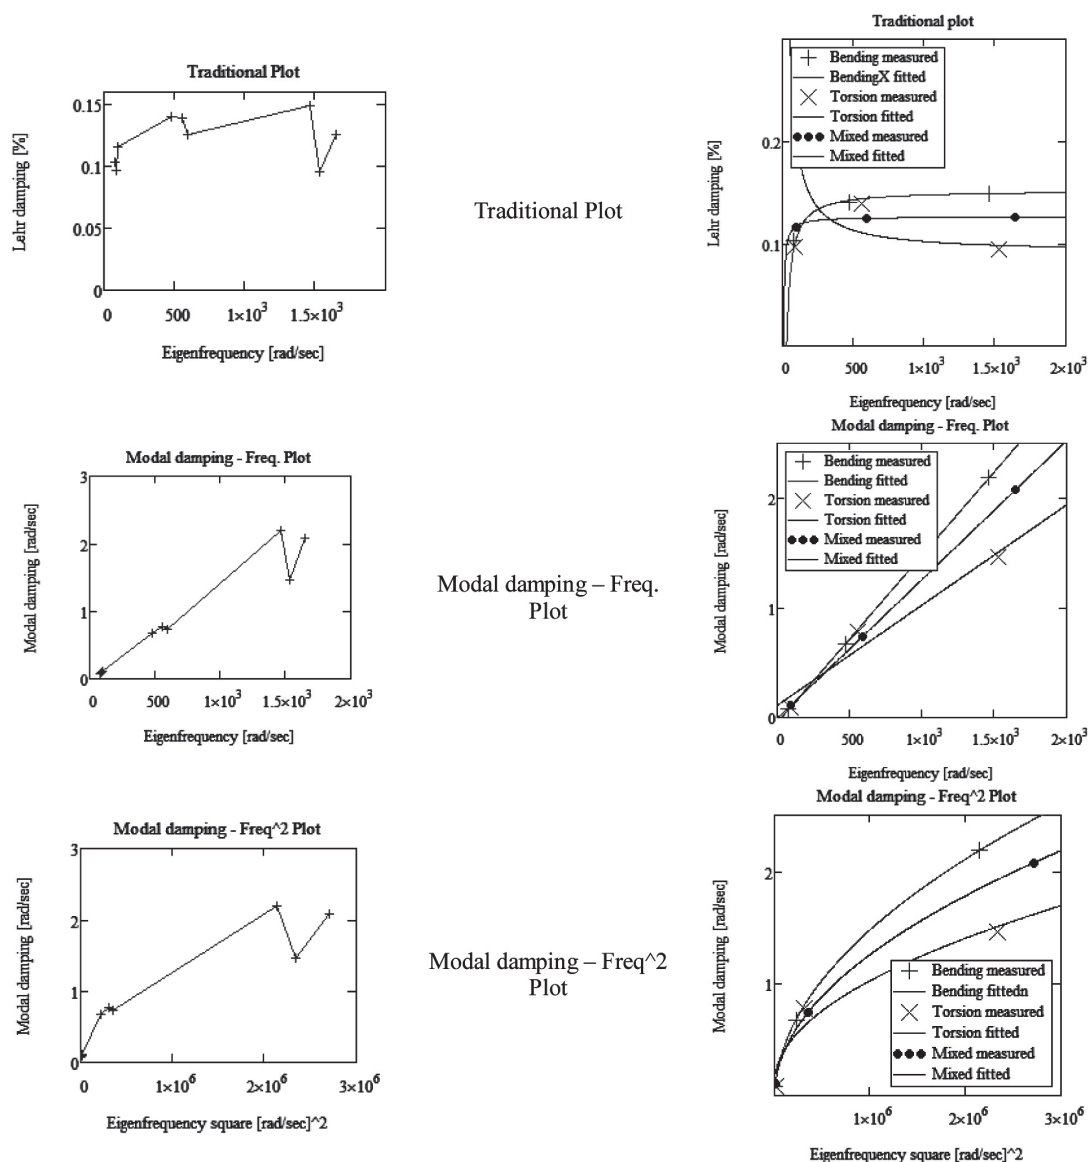 Traditional Plot
Lehr damping [%]
0.15
0.1
0.05
0
0
500
1×10³
1.5×10³
Eigenfrequency [rad/sec]
Traditional Plot
Traditional plot
Bending measured
BendingX fitted
Torsion measured
Torsion fitted
Mixed measured
Mixed fitted
Lehr damping [%]
0.2
0.1
0
500
1×10³
1.5×10³
2×10³
Eigenfrequency [rad/sec]
Modal damping - Freq. Plot
Modal damping [rad/sec]
3
2
1
0
0
500
1×10³
1.5×10³
2×10³
Eigenfrequency [rad/sec]
Modal damping – Freq.
Plot
Modal damping - Freq. Plot
Bending measured
Bending fitted
Torsion measured
Torsion fitted
Mixed measured
Mixed fitted
Modal damping [rad/sec]
2
1
0
0
500
1×10³
1.5×10³
2×10³
Eigenfrequency [rad/sec]
Modal damping - Freq^2 Plot
Modal damping [rad/sec]
3
2
1
0
0
1×10⁶
2×10⁶
3×10⁶
Eigenfrequency square [rad/sec]^2
Modal damping – Freq^2
Plot
Modal damping - Freq^2 Plot
Modal damping [rad/sec]
2
1
Bending measured
Bending fittedn
Torsion measured
Torsion fitted
Mixed measured
Mixed fitted
1×10⁶
2×10⁶
3×10⁶
Eigenfrequency square [rad/sec]^2